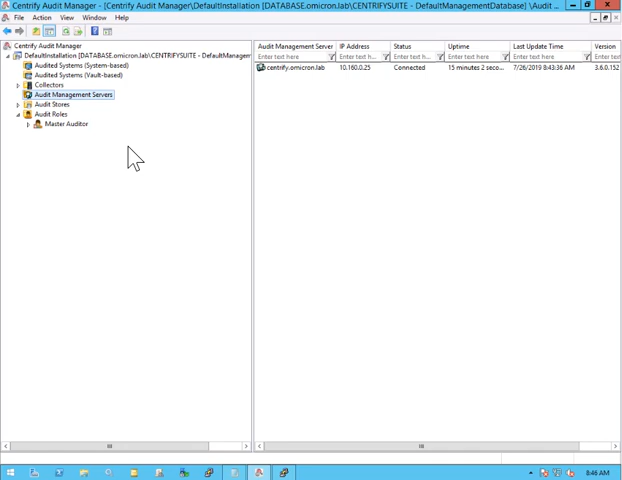 Centrify Audit Manager - [Centrify Audit Manager\DefaultInstallation [DATABASE.omicron.lab\CENTRIFYSUITE - DefaultManagementDatabase] \Audit ...
File Action View Window Help
Centrify Audit Manager
DefaultInstallation [DATABASE.omicron.lab\CENTRIFYSUITE - DefaultManagem
Audited Systems (System-based)
Audited Systems (Vault-based)
Collectors
Audit Management Servers
Audit Stores
Audit Roles
Master Auditor
Audit Management Server IP Address Status Uptime Last Update Time Version
Enter text here Enter text h... Enter text h... Enter text h... Enter text here Enter tex
centrify.omicron.lab 10.160.0.25 Connected 15 minutes 2 seco... 7/26/2019 8:43:36 AM 3.6.0.152
8:46 AM